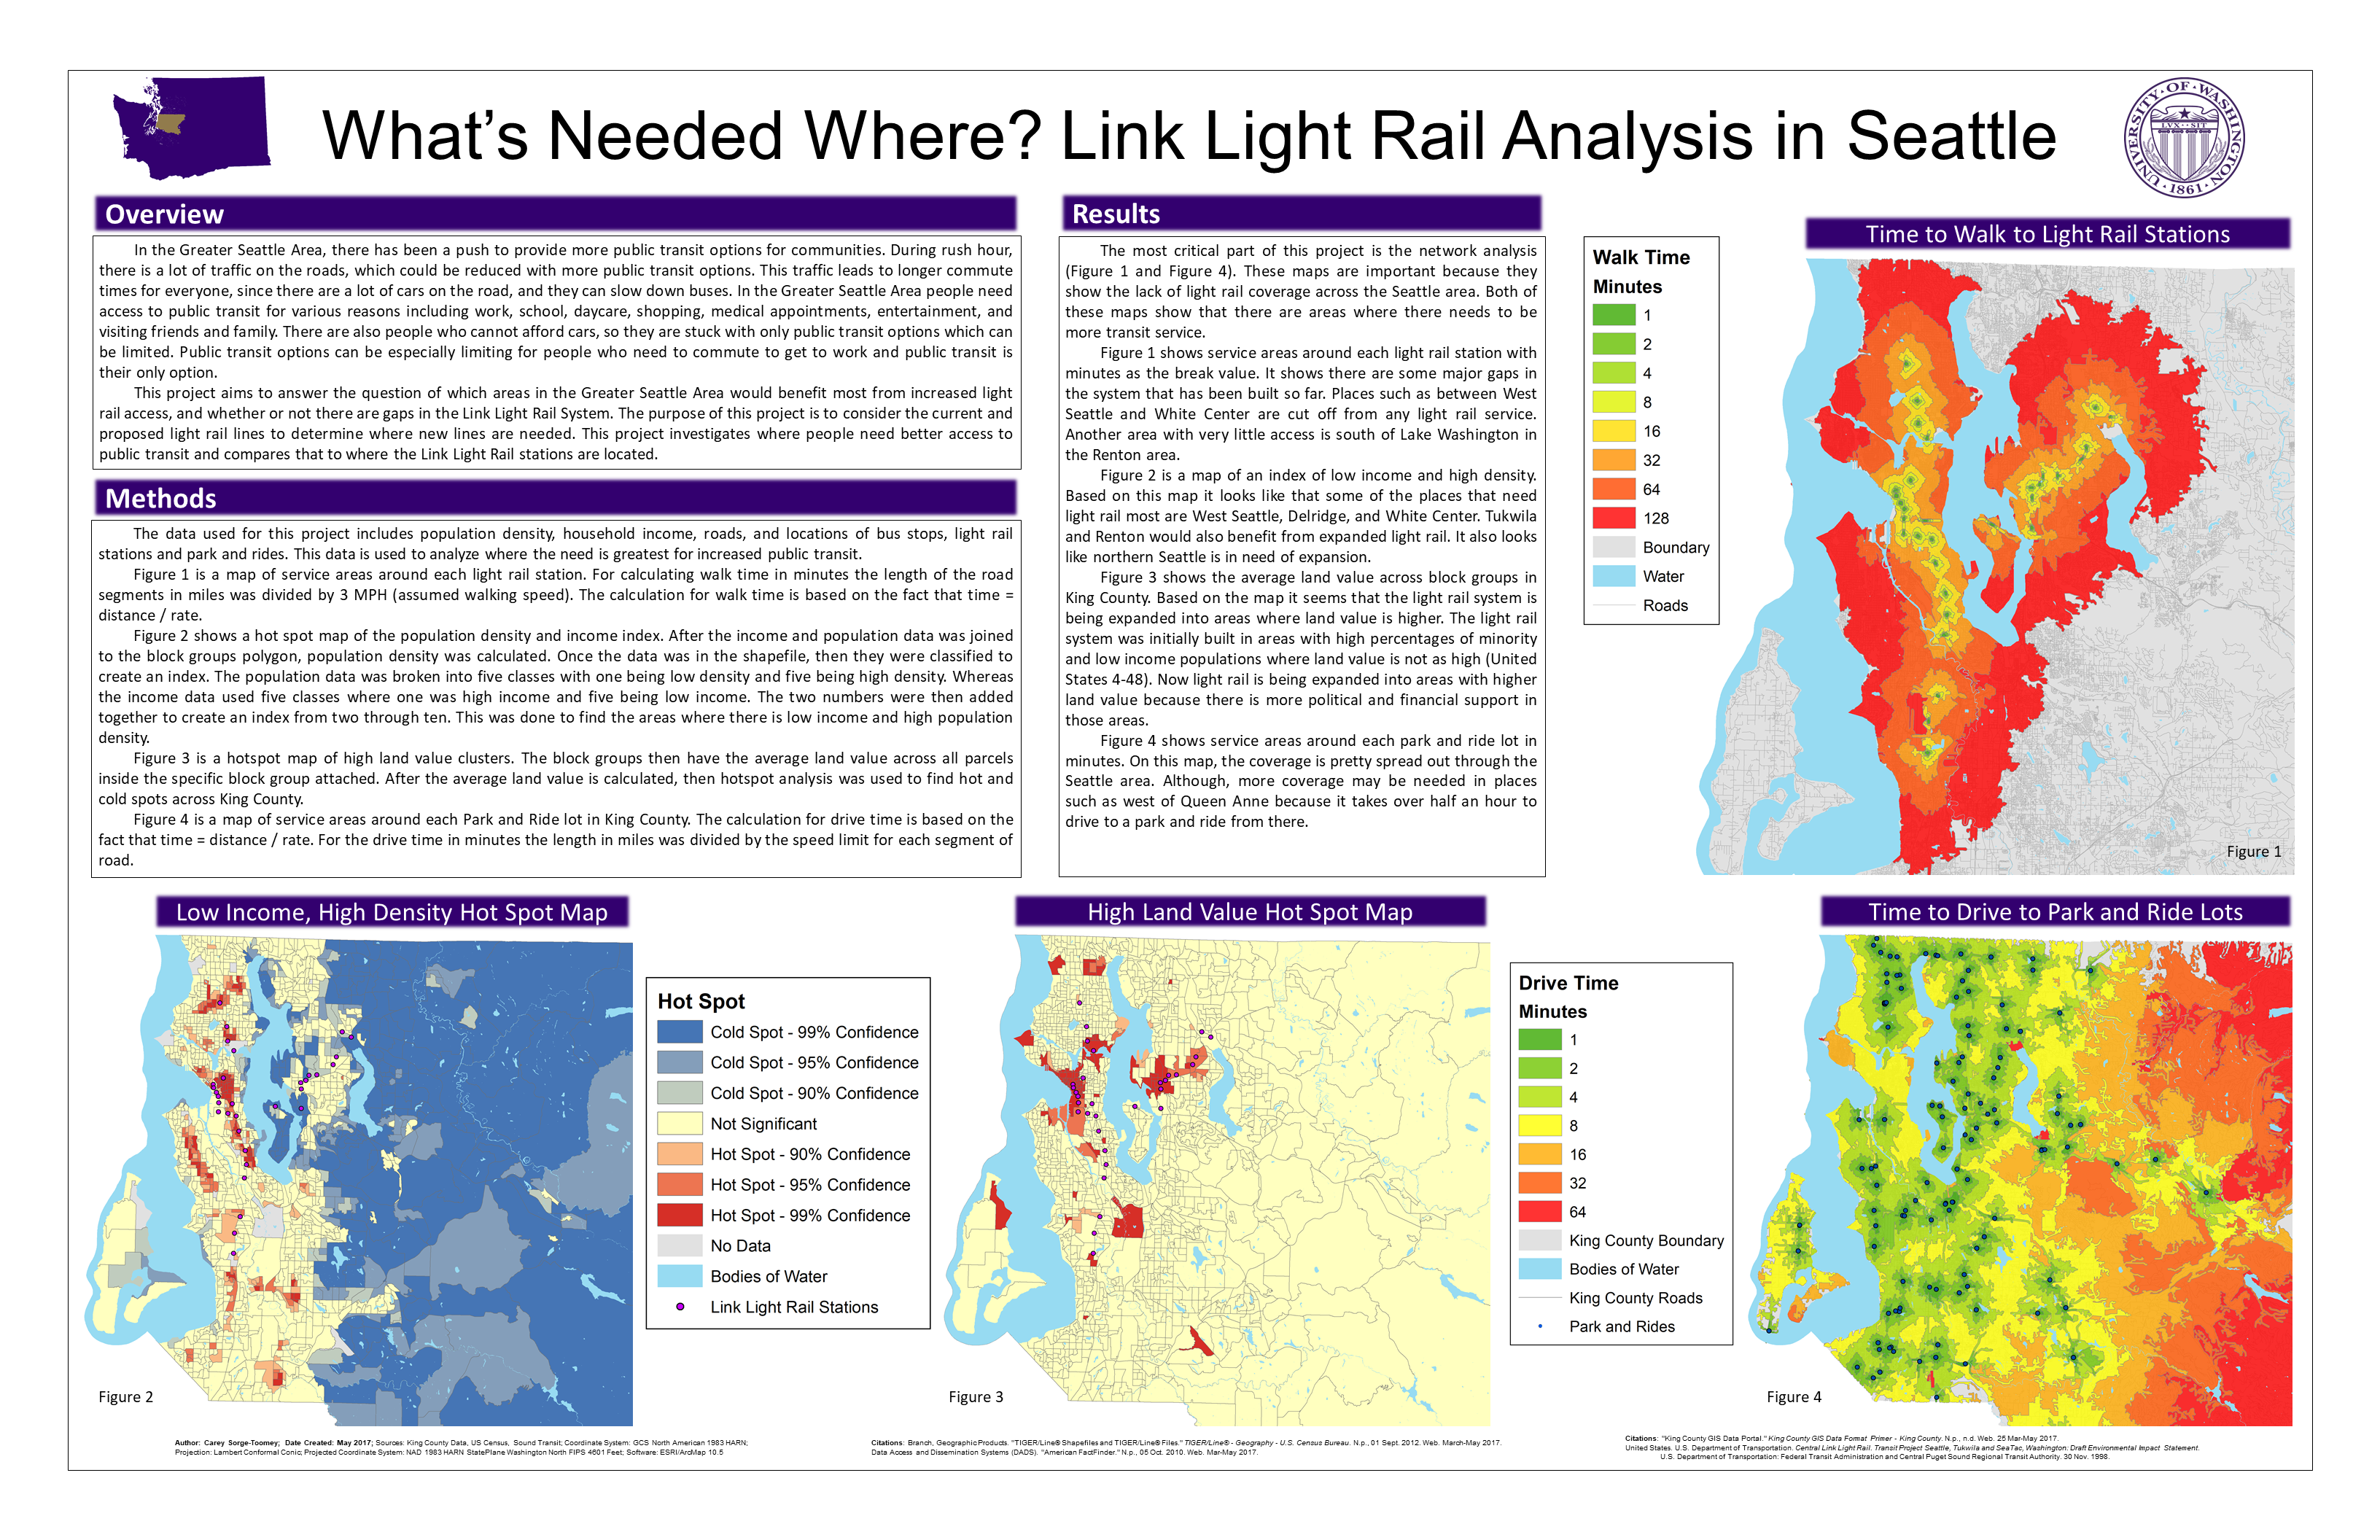 What's Needed Where? Link Light Rail Analysis in Seattle
UNIVERSITY · OF · WASHINGTON
LVX SIT
· 1861 ·
Overview
In the Greater Seattle Area, there has been a push to provide more public transit options for communities. During rush hour,
there is a lot of traffic on the roads, which could be reduced with more public transit options. This traffic leads to longer commute
times for everyone, since there are a lot of cars on the road, and they can slow down buses. In the Greater Seattle Area people need
access to public transit for various reasons including work, school, daycare, shopping, medical appointments, entertainment, and
visiting friends and family. There are also people who cannot afford cars, so they are stuck with only public transit options which can
be limited. Public transit options can be especially limiting for people who need to commute to get to work and public transit is
their only option.
This project aims to answer the question of which areas in the Greater Seattle Area would benefit most from increased light
rail access, and whether or not there are gaps in the Link Light Rail System. The purpose of this project is to consider the current and
proposed light rail lines to determine where new lines are needed. This project investigates where people need better access to
public transit and compares that to where the Link Light Rail stations are located.
Methods
The data used for this project includes population density, household income, roads, and locations of bus stops, light rail
stations and park and rides. This data is used to analyze where the need is greatest for increased public transit.
Figure 1 is a map of service areas around each light rail station. For calculating walk time in minutes the length of the road
segments in miles was divided by 3 MPH (assumed walking speed). The calculation for walk time is based on the fact that time =
distance / rate.
Figure 2 shows a hot spot map of the population density and income index. After the income and population data was joined
to the block groups polygon, population density was calculated. Once the data was in the shapefile, then they were classified to
create an index. The population data was broken into five classes with one being low density and five being high density. Whereas
the income data used five classes where one was high income and five being low income. The two numbers were then added
together to create an index from two through ten. This was done to find the areas where there is low income and high population
density.
Figure 3 is a hotspot map of high land value clusters. The block groups then have the average land value across all parcels
inside the specific block group attached. After the average land value is calculated, then hotspot analysis was used to find hot and
cold spots across King County.
Figure 4 is a map of service areas around each Park and Ride lot in King County. The calculation for drive time is based on the
fact that time = distance / rate. For the drive time in minutes the length in miles was divided by the speed limit for each segment of
road.
Results
The most critical part of this project is the network analysis
(Figure 1 and Figure 4). These maps are important because they
show the lack of light rail coverage across the Seattle area. Both of
these maps show that there are areas where there needs to be
more transit service.
Figure 1 shows service areas around each light rail station with
minutes as the break value. It shows there are some major gaps in
the system that has been built so far. Places such as between West
Seattle and White Center are cut off from any light rail service.
Another area with very little access is south of Lake Washington in
the Renton area.
Figure 2 is a map of an index of low income and high density.
Based on this map it looks like that some of the places that need
light rail most are West Seattle, Delridge, and White Center. Tukwila
and Renton would also benefit from expanded light rail. It also looks
like northern Seattle is in need of expansion.
Figure 3 shows the average land value across block groups in
King County. Based on the map it seems that the light rail system is
being expanded into areas where land value is higher. The light rail
system was initially built in areas with high percentages of minority
and low income populations where land value is not as high (United
States 4-48). Now light rail is being expanded into areas with higher
land value because there is more political and financial support in
those areas.
Figure 4 shows service areas around each park and ride lot in
minutes. On this map, the coverage is pretty spread out through the
Seattle area. Although, more coverage may be needed in places
such as west of Queen Anne because it takes over half an hour to
drive to a park and ride from there.
Time to Walk to Light Rail Stations
Walk Time
Minutes
1
2
4
8
16
32
64
128
Boundary
Water
Roads
Figure 1
Low Income, High Density Hot Spot Map
Figure 2
Hot Spot
Cold Spot - 99% Confidence
Cold Spot - 95% Confidence
Cold Spot - 90% Confidence
Not Significant
Hot Spot - 90% Confidence
Hot Spot - 95% Confidence
Hot Spot - 99% Confidence
No Data
Bodies of Water
Link Light Rail Stations
High Land Value Hot Spot Map
Figure 3
Time to Drive to Park and Ride Lots
Drive Time
Minutes
1
2
4
8
16
32
64
King County Boundary
Bodies of Water
King County Roads
Park and Rides
Figure 4
Author: Carey Sorge-Toomey; Date Created: May 2017; Sources: King County Data, US Census, Sound Transit; Coordinate System: GCS North American 1983 HARN;
Projection: Lambert Conformal Conic; Projected Coordinate System: NAD 1983 HARN StatePlane Washington North FIPS 4601 Feet; Software: ESRI/ArcMap 10.5
Citations: Branch, Geographic Products. "TIGER/Line® Shapefiles and TIGER/Line® Files." TIGER/Line® - Geography - U.S. Census Bureau. N.p., 01 Sept. 2012. Web. March-May 2017.
Data Access and Dissemination Systems (DADS). "American FactFinder." N.p., 05 Oct. 2010. Web. Mar-May 2017.
Citations: "King County GIS Data Portal." King County GIS Data Format Primer - King County. N.p., n.d. Web. 25 Mar-May 2017.
United States. U.S. Department of Transportation. Central Link Light Rail. Transit Project Seattle, Tukwila and SeaTac, Washington: Draft Environmental Impact Statement.
U.S. Department of Transportation: Federal Transit Administration and Central Puget Sound Regional Transit Authority. 30 Nov. 1998.